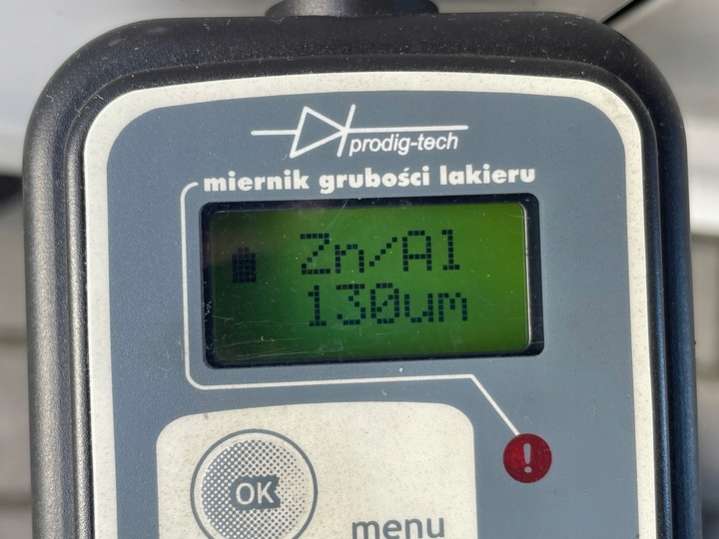 prodig-tech
miernik grubości lakieru
Zn/Al
130um
!
OK
menu